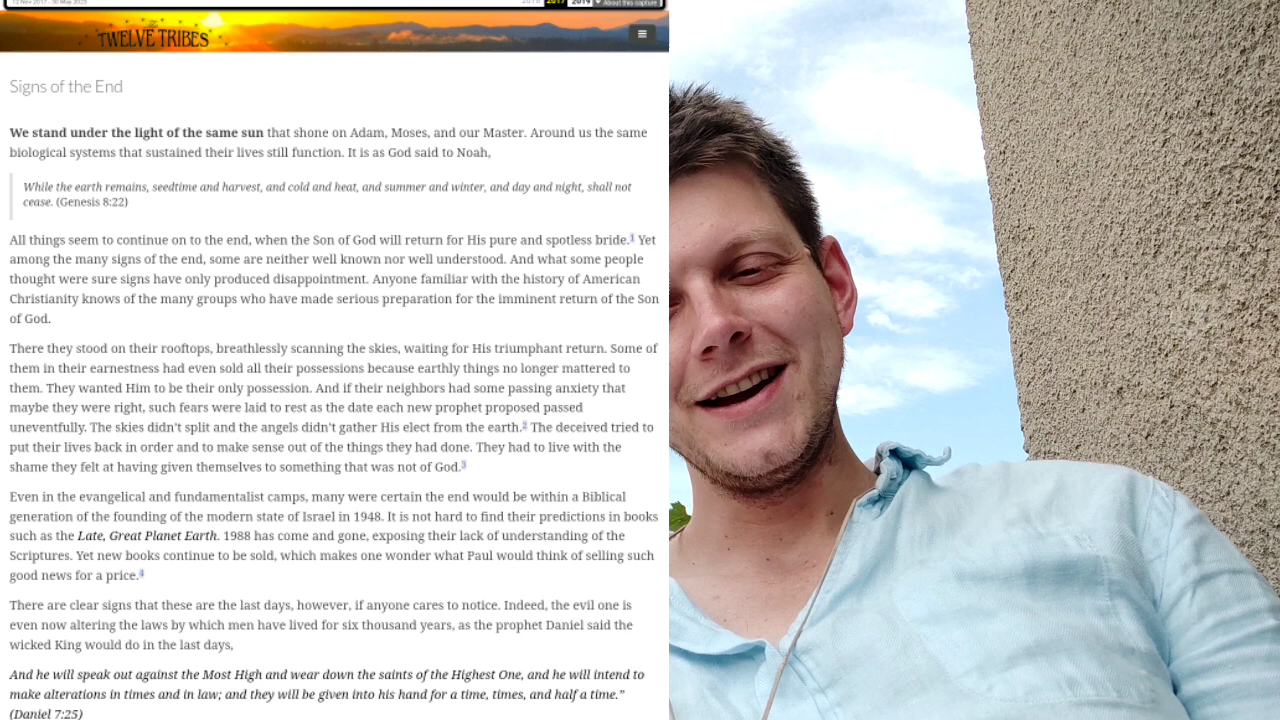 12 Nov 2017 - 30 May 2023
2016 2017 2019 ▼ About this capture
The
TWELVE TRIBES
Signs of the End
We stand under the light of the same sun that shone on Adam, Moses, and our Master. Around us the same
biological systems that sustained their lives still function. It is as God said to Noah,
While the earth remains, seedtime and harvest, and cold and heat, and summer and winter, and day and night, shall not
cease. (Genesis 8:22)
All things seem to continue on to the end, when the Son of God will return for His pure and spotless bride.1 Yet
among the many signs of the end, some are neither well known nor well understood. And what some people
thought were sure signs have only produced disappointment. Anyone familiar with the history of American
Christianity knows of the many groups who have made serious preparation for the imminent return of the Son
of God.
There they stood on their rooftops, breathlessly scanning the skies, waiting for His triumphant return. Some of
them in their earnestness had even sold all their possessions because earthly things no longer mattered to
them. They wanted Him to be their only possession. And if their neighbors had some passing anxiety that
maybe they were right, such fears were laid to rest as the date each new prophet proposed passed
uneventfully. The skies didn't split and the angels didn't gather His elect from the earth.2 The deceived tried to
put their lives back in order and to make sense out of the things they had done. They had to live with the
shame they felt at having given themselves to something that was not of God.3
Even in the evangelical and fundamentalist camps, many were certain the end would be within a Biblical
generation of the founding of the modern state of Israel in 1948. It is not hard to find their predictions in books
such as the Late, Great Planet Earth. 1988 has come and gone, exposing their lack of understanding of the
Scriptures. Yet new books continue to be sold, which makes one wonder what Paul would think of selling such
good news for a price.4
There are clear signs that these are the last days, however, if anyone cares to notice. Indeed, the evil one is
even now altering the laws by which men have lived for six thousand years, as the prophet Daniel said the
wicked King would do in the last days,
And he will speak out against the Most High and wear down the saints of the Highest One, and he will intend to
make alterations in times and in law; and they will be given into his hand for a time, times, and half a time."
(Daniel 7:25)